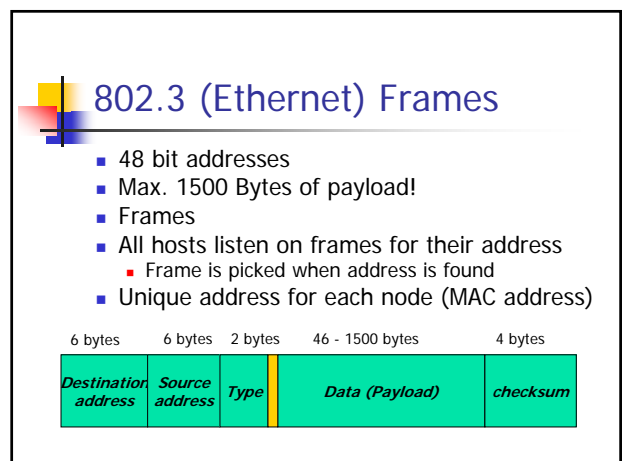 802.3 (Ethernet) Frames
48 bit addresses
Max. 1500 Bytes of payload!
Frames
All hosts listen on frames for their address
Frame is picked when address is found
Unique address for each node (MAC address)
6 bytes 6 bytes 2 bytes 46 - 1500 bytes 4 bytes
Destination address Source address Type Data (Payload) checksum